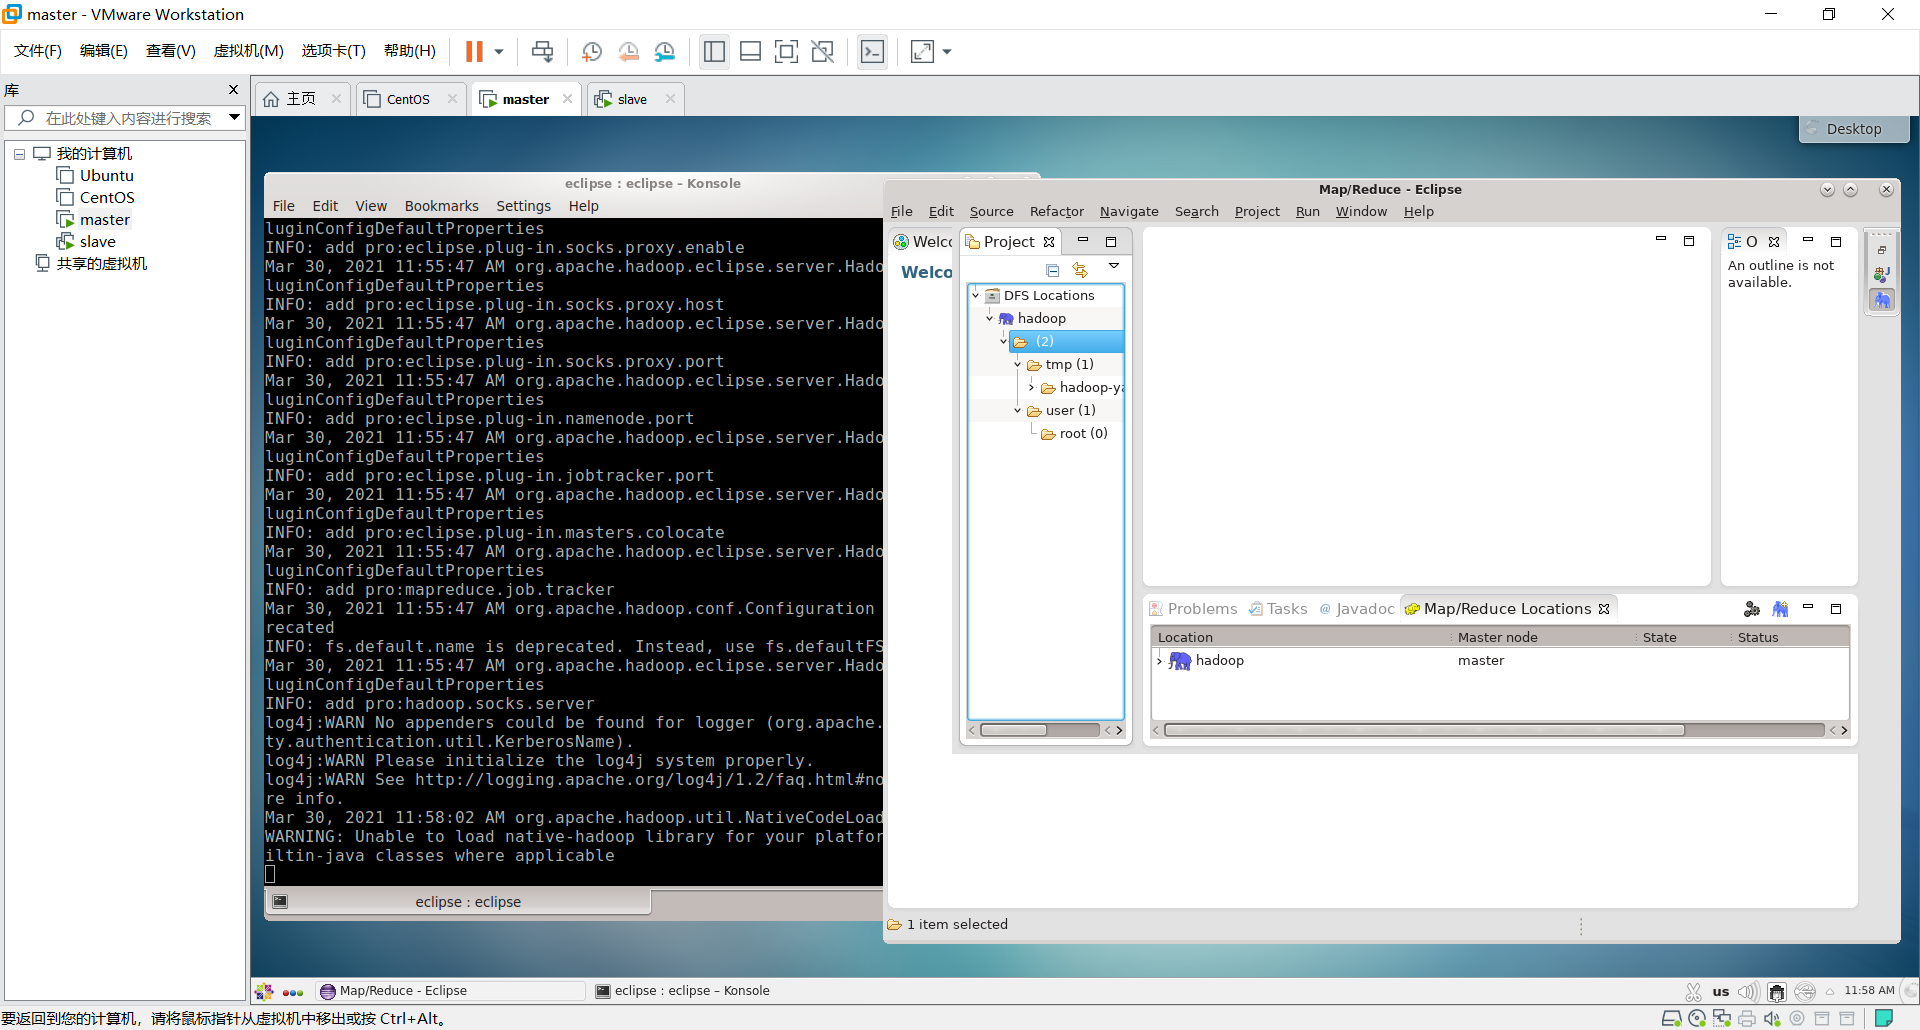 master - VMware Workstation
文件(F) 编辑(E) 查看(V) 虚拟机(M) 选项卡(T) 帮助(H)
库
在此处键入内容进行搜索
我的计算机
Ubuntu
CentOS
master
slave
共享的虚拟机
主页 CentOS master slave
Desktop
eclipse : eclipse – Konsole
File Edit View Bookmarks Settings Help
luginConfigDefaultProperties
INFO: add pro:eclipse.plug-in.socks.proxy.enable
Mar 30, 2021 11:55:47 AM org.apache.hadoop.eclipse.server.Hado
luginConfigDefaultProperties
INFO: add pro:eclipse.plug-in.socks.proxy.host
Mar 30, 2021 11:55:47 AM org.apache.hadoop.eclipse.server.Hado
luginConfigDefaultProperties
INFO: add pro:eclipse.plug-in.socks.proxy.port
Mar 30, 2021 11:55:47 AM org.apache.hadoop.eclipse.server.Hado
luginConfigDefaultProperties
INFO: add pro:eclipse.plug-in.namenode.port
Mar 30, 2021 11:55:47 AM org.apache.hadoop.eclipse.server.Hado
luginConfigDefaultProperties
INFO: add pro:eclipse.plug-in.jobtracker.port
Mar 30, 2021 11:55:47 AM org.apache.hadoop.eclipse.server.Hado
luginConfigDefaultProperties
INFO: add pro:eclipse.plug-in.masters.colocate
Mar 30, 2021 11:55:47 AM org.apache.hadoop.eclipse.server.Hado
luginConfigDefaultProperties
INFO: add pro:mapreduce.job.tracker
Mar 30, 2021 11:55:47 AM org.apache.hadoop.conf.Configuration
recated
INFO: fs.default.name is deprecated. Instead, use fs.defaultFS
Mar 30, 2021 11:55:47 AM org.apache.hadoop.eclipse.server.Hado
luginConfigDefaultProperties
INFO: add pro:hadoop.socks.server
log4j:WARN No appenders could be found for logger (org.apache.
ty.authentication.util.KerberosName).
log4j:WARN Please initialize the log4j system properly.
log4j:WARN See http://logging.apache.org/log4j/1.2/faq.html#no
re info.
Mar 30, 2021 11:58:02 AM org.apache.hadoop.util.NativeCodeLoad
WARNING: Unable to load native-hadoop library for your platfor
iltin-java classes where applicable
eclipse : eclipse
Map/Reduce - Eclipse
File Edit Source Refactor Navigate Search Project Run Window Help
Welc Project
Welco
DFS Locations
hadoop
(2)
tmp (1)
hadoop-ya
user (1)
root (0)
O
An outline is not
available.
Problems @ Tasks Javadoc Map/Reduce Locations
Location Master node State Status
hadoop master
1 item selected
Map/Reduce - Eclipse eclipse : eclipse – Konsole us 11:58 AM
要返回到您的计算机，请将鼠标指针从虚拟机中移出或按 Ctrl+Alt。